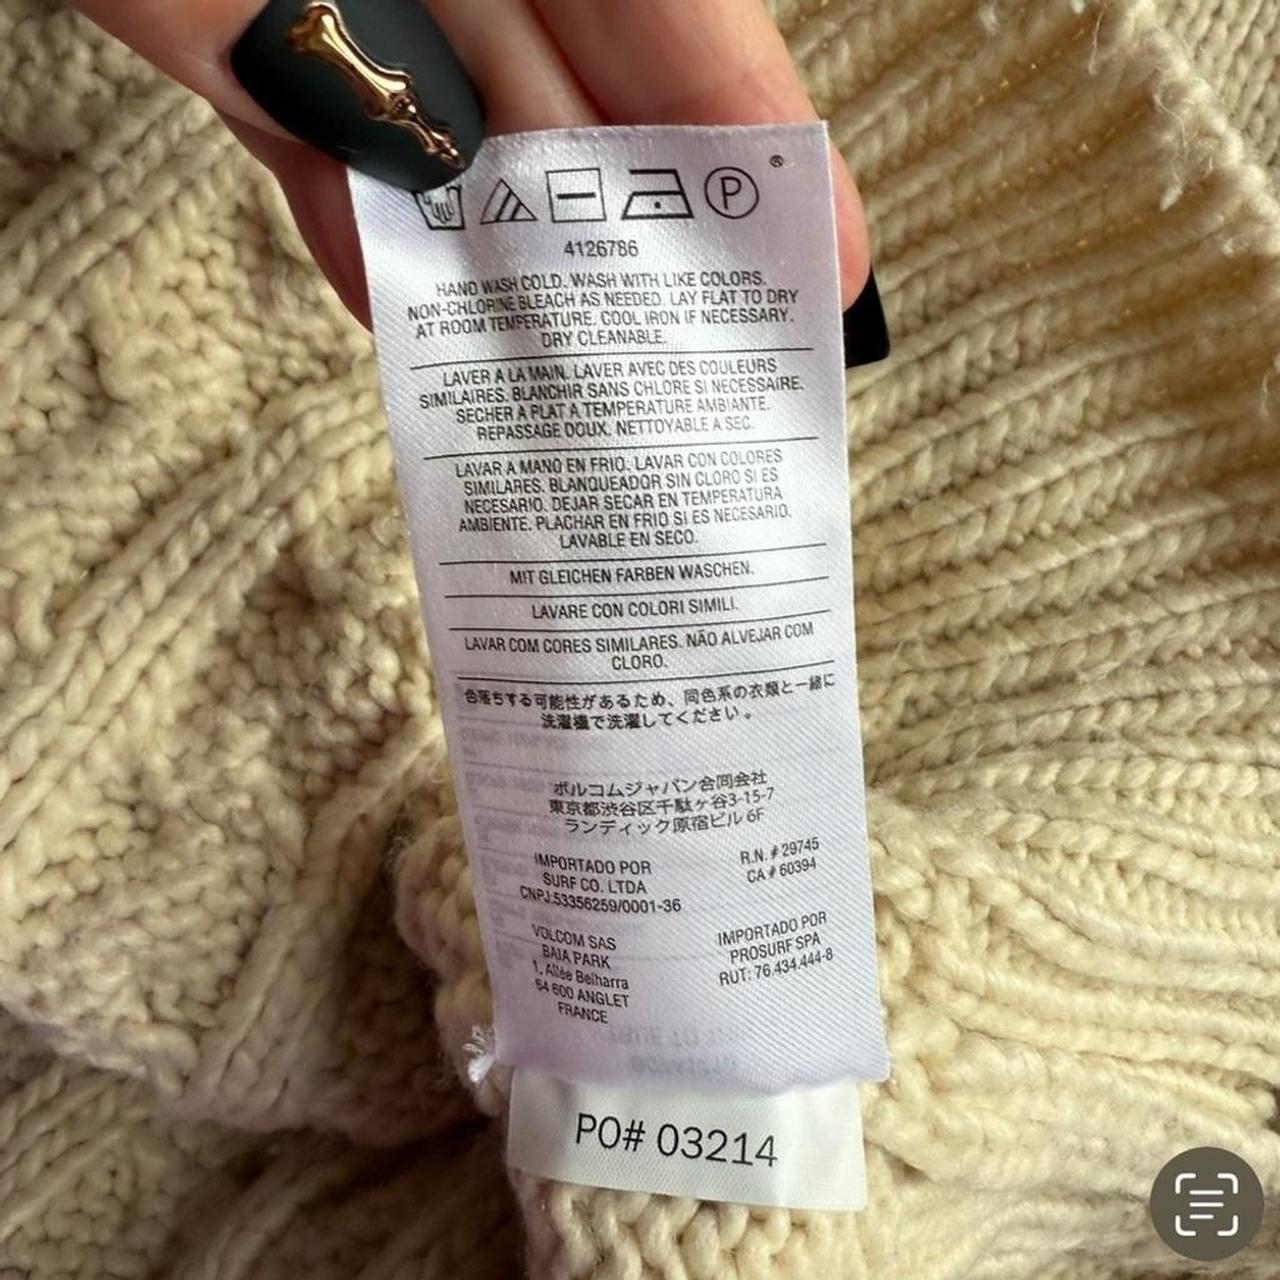 P ®
4126786
HAND WASH COLD. WASH WITH LIKE COLORS.
NON-CHLORINE BLEACH AS NEEDED. LAY FLAT TO DRY
AT ROOM TEMPERATURE. COOL IRON IF NECESSARY.
DRY CLEANABLE.
LAVER A LA MAIN. LAVER AVEC DES COULEURS
SIMILAIRES. BLANCHIR SANS CHLORE SI NECESSAIRE.
SECHER A PLAT A TEMPERATURE AMBIANTE.
REPASSAGE DOUX. NETTOYABLE A SEC.
LAVAR A MANO EN FRIO. LAVAR CON COLORES
SIMILARES. BLANQUEADOR SIN CLORO SI ES
NECESARIO. DEJAR SECAR EN TEMPERATURA
AMBIENTE. PLACHAR EN FRIO SI ES NECESARIO.
LAVABLE EN SECO.
MIT GLEICHEN FARBEN WASCHEN.
LAVARE CON COLORI SIMILI.
LAVAR COM CORES SIMILARES. NÃO ALVEJAR COM
CLORO.
色落ちする可能性があるため、同色系の衣類と一緒に
洗濯機で洗濯してください。
ボルコムジャパン合同会社
東京都渋谷区千駄ヶ谷3-15-7
ランディック原宿ビル 6F
IMPORTADO POR
SURF CO. LTDA
CNPJ:53356259/0001-36
R.N. # 29745
CA # 60394
VOLCOM SAS
BAIA PARK
1, Allée Belharra
64 600 ANGLET
FRANCE
IMPORTADO POR
PROSURF SPA
RUT: 76.434.444-8
PO# 03214